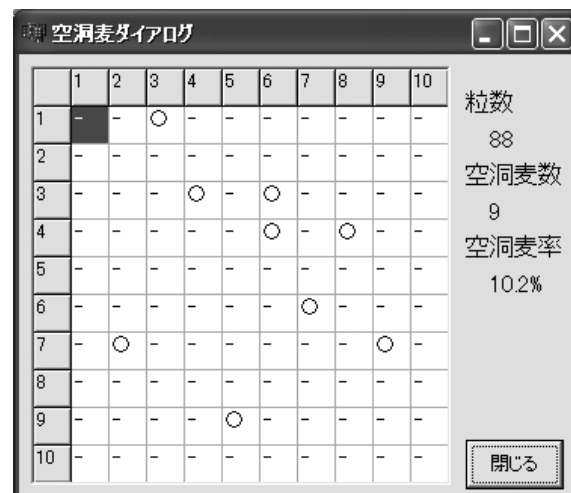 空洞麦ダイアログ
1 2 3 4 5 6 7 8 9 10
1 - - ○ - - - - - - -
2 - - - - - - - - - -
3 - - - ○ - ○ - - - -
4 - - - - - ○ - ○ - -
5 - - - - - - - - - -
6 - - - - - - ○ - - -
7 - ○ - - - - - - ○ -
8 - - - - - - - - - -
9 - - - - ○ - - - - -
10 - - - - - - - - - -
粒数
88
空洞麦数
9
空洞麦率
10.2%
閉じる